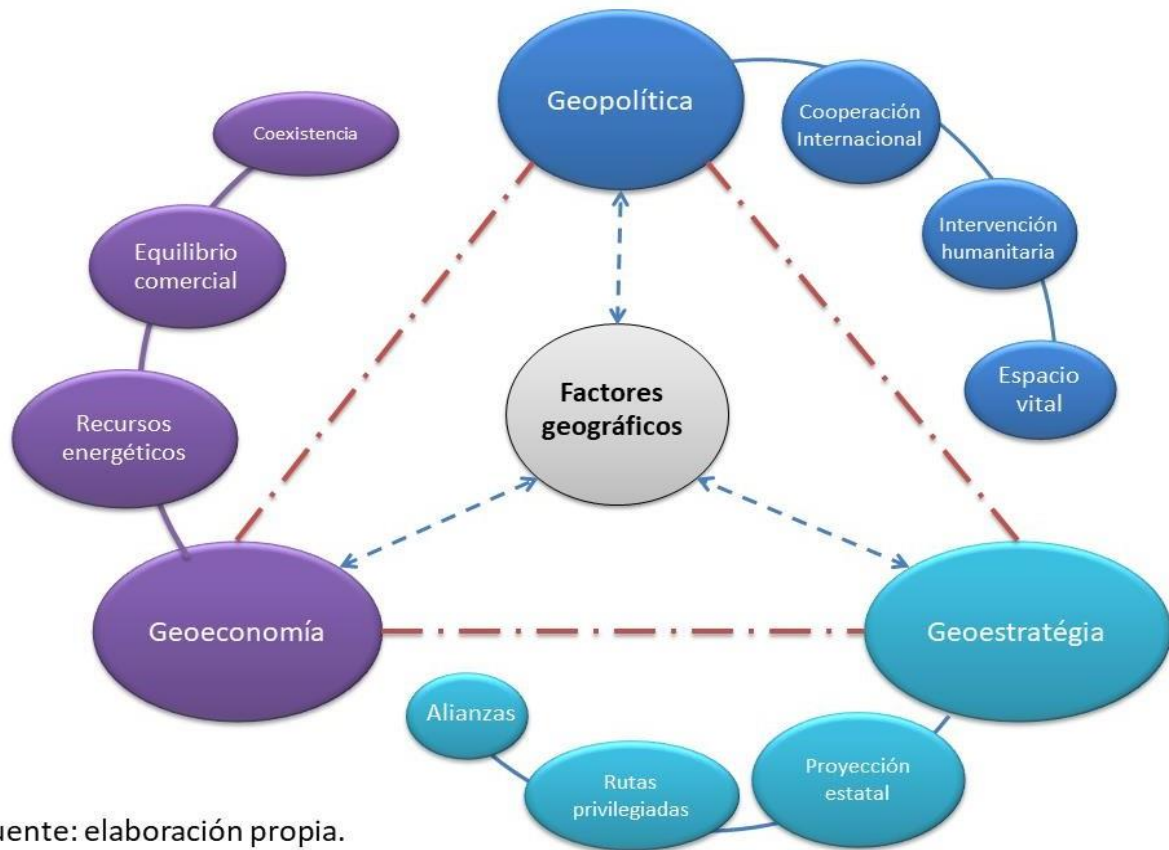 Geopolítica
Cooperación
Internacional
Intervención
humanitaria
Espacio
vital
Coexistencia
Equilibrio
comercial
Recursos
energéticos
Factores
geográficos
Geoeconomía
Geoestratégia
Alianzas
Rutas
privilegiadas
Proyección
estatal
uente: elaboración propia.